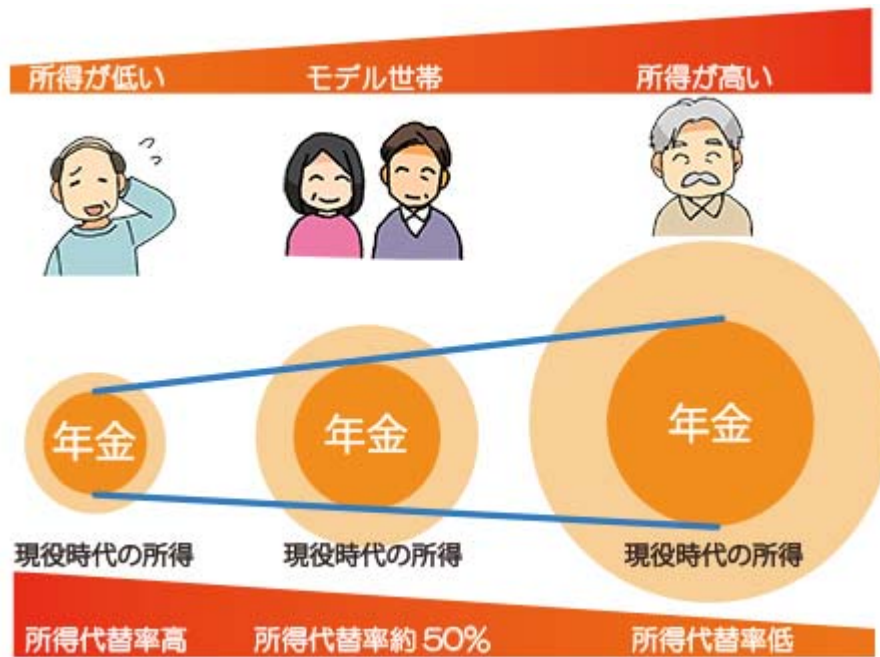 所得が低い
モデル世帯
所得が高い
年金
年金
年金
現役時代の所得
現役時代の所得
現役時代の所得
所得代替率高
所得代替率約50%
所得代替率低